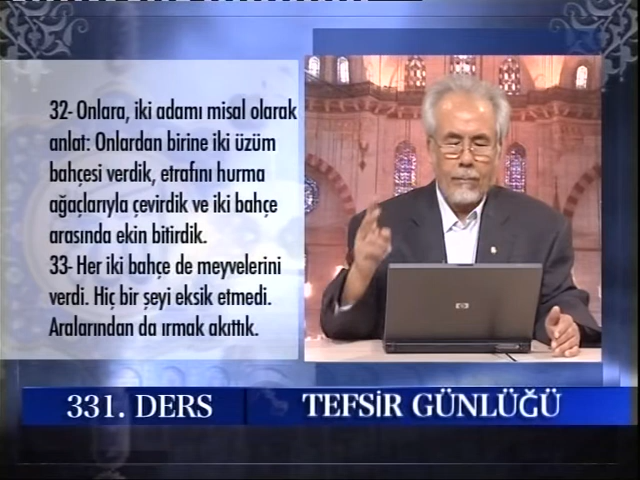 32- Onlara, iki adamı misal olarak
anlat: Onlardan birine iki üzüm
bahçesi verdik, etrafını hurma
ağaçlarıyla çevirdik ve iki bahçe
arasında ekin bitirdik.
33- Her iki bahçe de meyvelerini
verdi. Hiç bir şeyi eksik etmedi.
Aralarından da ırmak akıttık.
hp
331. DERS
TEFSİR GÜNLÜĞÜ